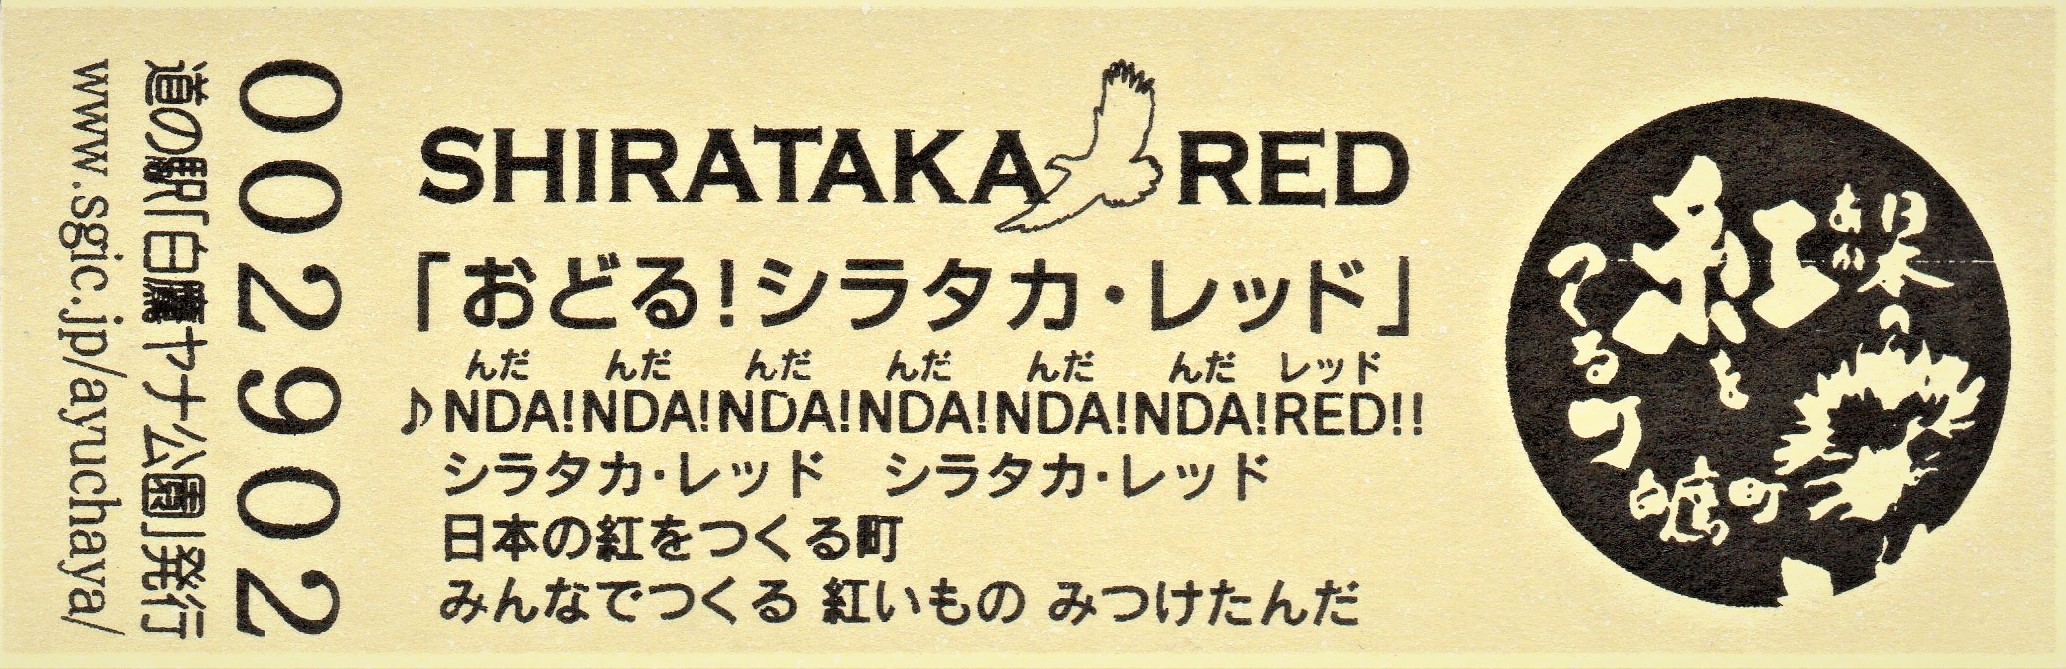 002902
道の駅「白鷹ヤナ公園」発行
www.sgic.jp/ayuchaya/
SHIRATAKA RED
「おどる!シラタカ・レッド」
んだ んだ んだ んだ んだ んだ レッド
♪NDA!NDA!NDA!NDA!NDA!NDA!RED!!
シラタカ・レッド シラタカ・レッド
日本の紅をつくる町
みんなでつくる 紅いもの みつけたんだ
日本の
紅を
あか
つくる町
白鷹町